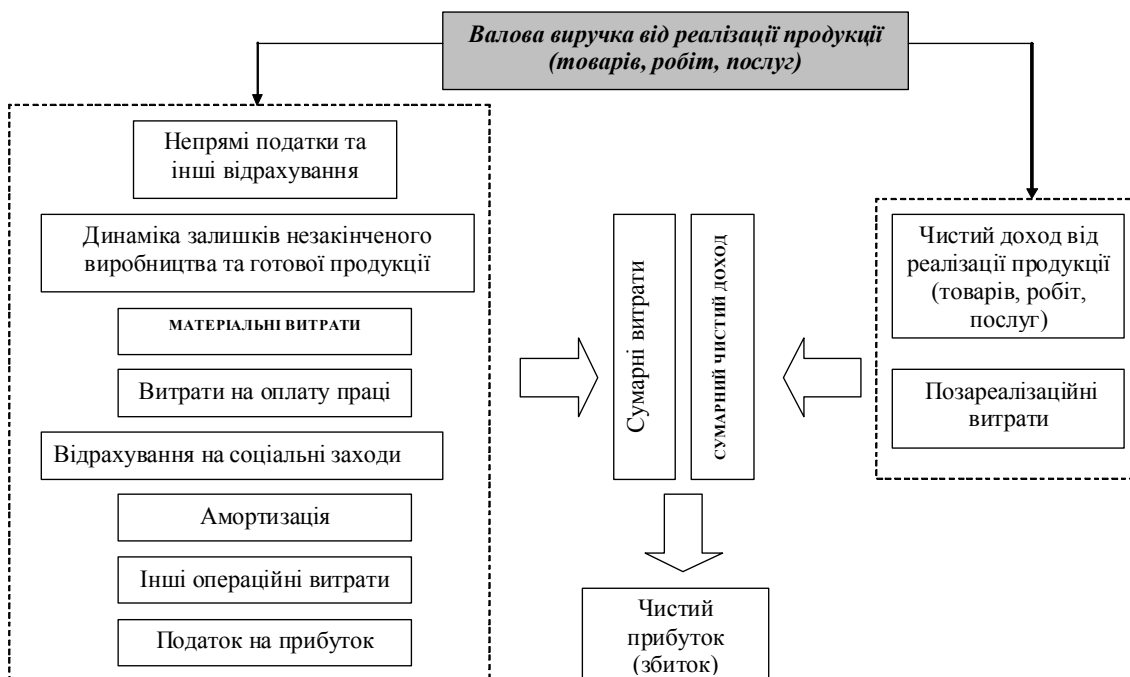 Валова виручка від реалізації продукції
(товарів, робіт, послуг)
Непрямі податки та
інші відрахування
Динаміка залишків незакінченого
виробництва та готової продукції
МАТЕРІАЛЬНІ ВИТРАТИ
Витрати на оплату праці
Відрахування на соціальні заходи
Амортизація
Інші операційні витрати
Податок на прибуток
Сумарні витрати
СУМАРНИЙ ЧИСТИЙ ДОХОД
Чистий доход від
реалізації продукції
(товарів, робіт,
послуг)
Позареалізаційні
витрати
Чистий
прибуток
(збиток)